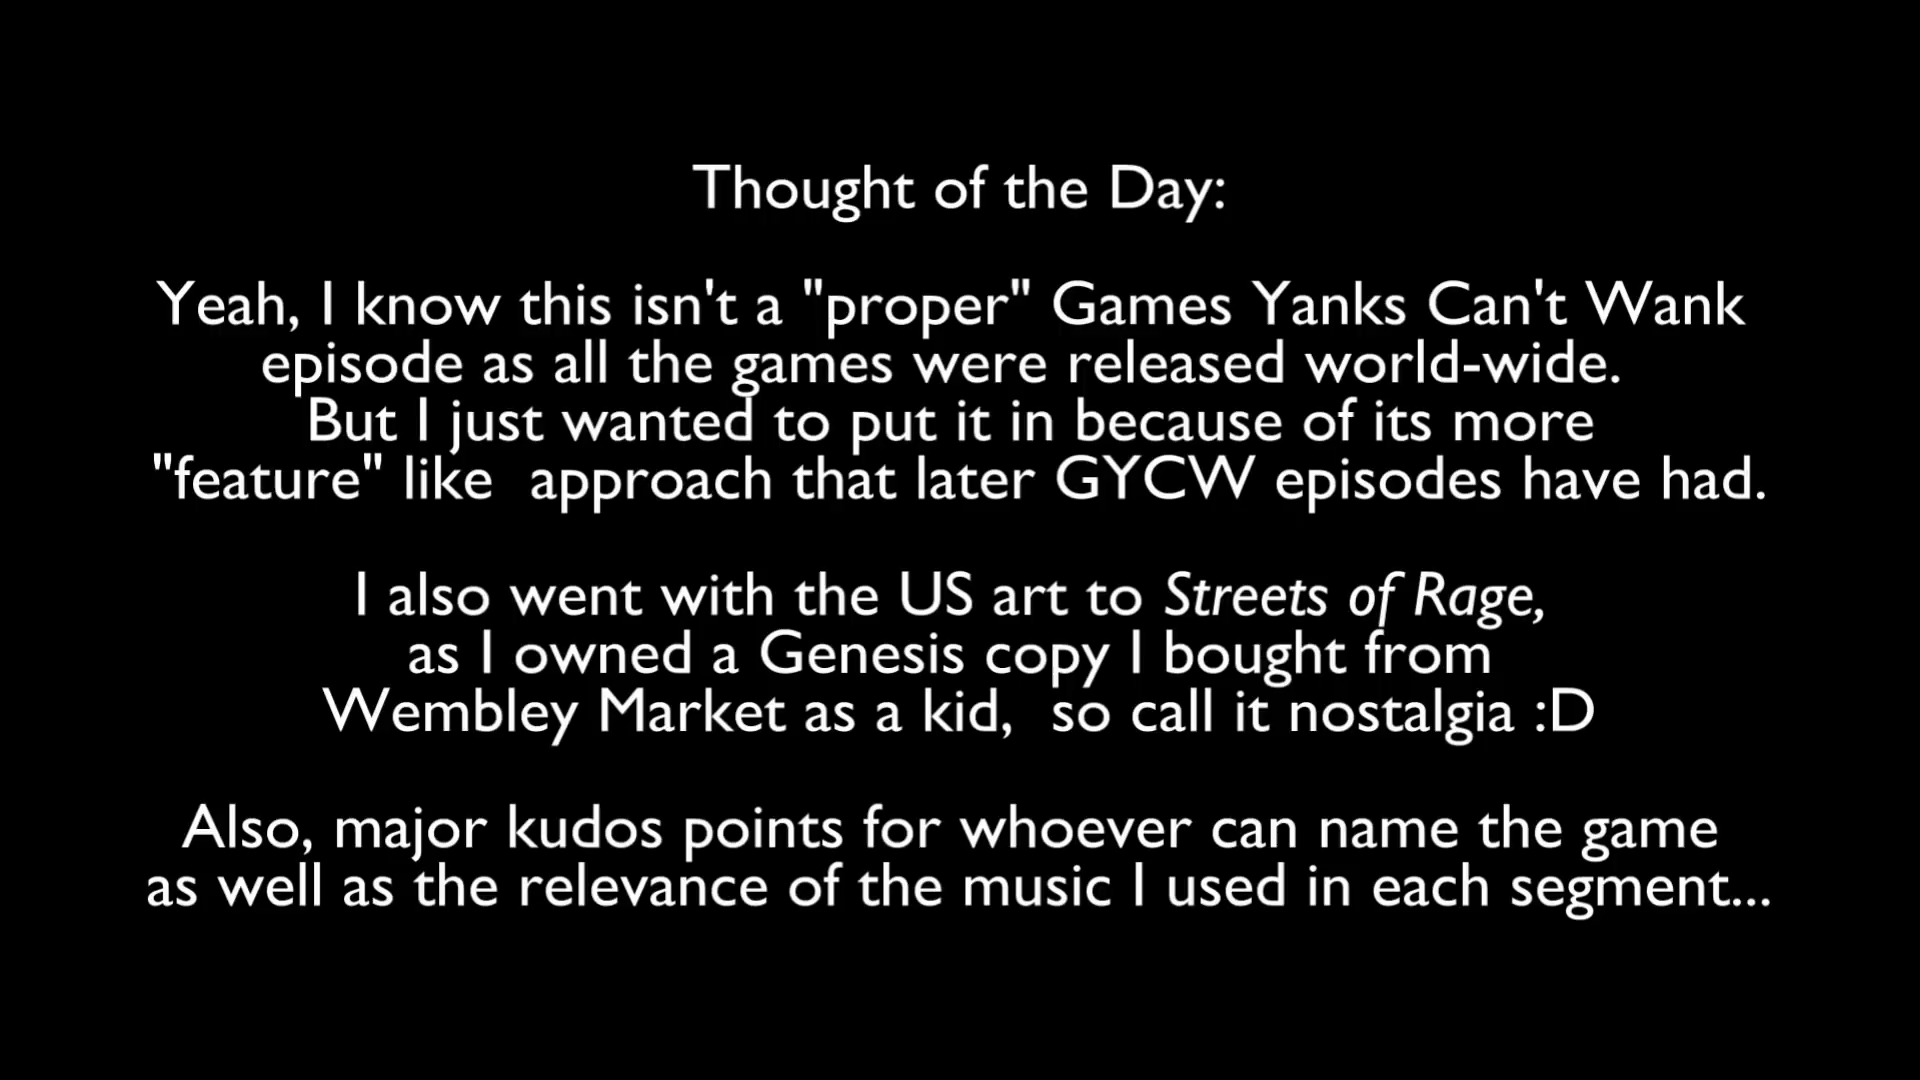 Thought of the Day:
Yeah, I know this isn't a "proper" Games Yanks Can't Wank
episode as all the games were released world-wide.
But I just wanted to put it in because of its more
"feature" like  approach that later GYCW episodes have had.
I also went with the US art to Streets of Rage,
as I owned a Genesis copy I bought from
Wembley Market as a kid,  so call it nostalgia :D
Also, major kudos points for whoever can name the game
as well as the relevance of the music I used in each segment...